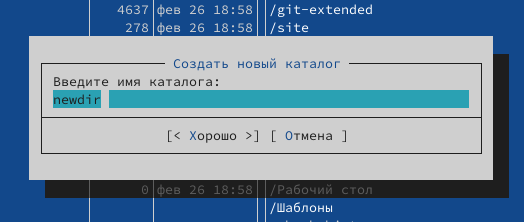 4637 фев 26 18:58 /git-extended
278 фев 26 18:58 /site
Создать новый каталог
Введите имя каталога:
newdir
[< Хорошо >] [ Отмена ]
0 фев 26 18:58 /Рабочий стол
/Шаблоны